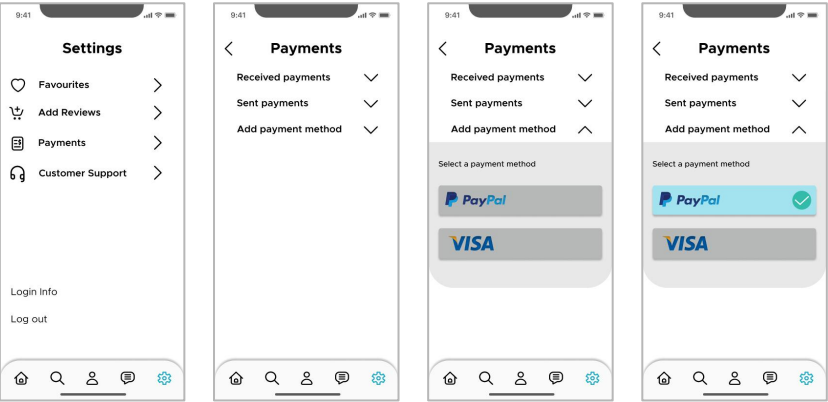 9:41
Settings
Favourites
Add Reviews
Payments
Customer Support
Login Info
Log out
9:41
Payments
Received payments
Sent payments
Add payment method
9:41
Payments
Received payments
Sent payments
Add payment method
Select a payment method
PayPal
VISA
9:41
Payments
Received payments
Sent payments
Add payment method
Select a payment method
PayPal
VISA